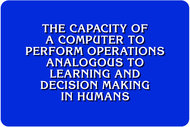 THE CAPACITY OF
A COMPUTER TO
PERFORM OPERATIONS
ANALOGOUS TO
LEARNING AND
DECISION MAKING
IN HUMANS